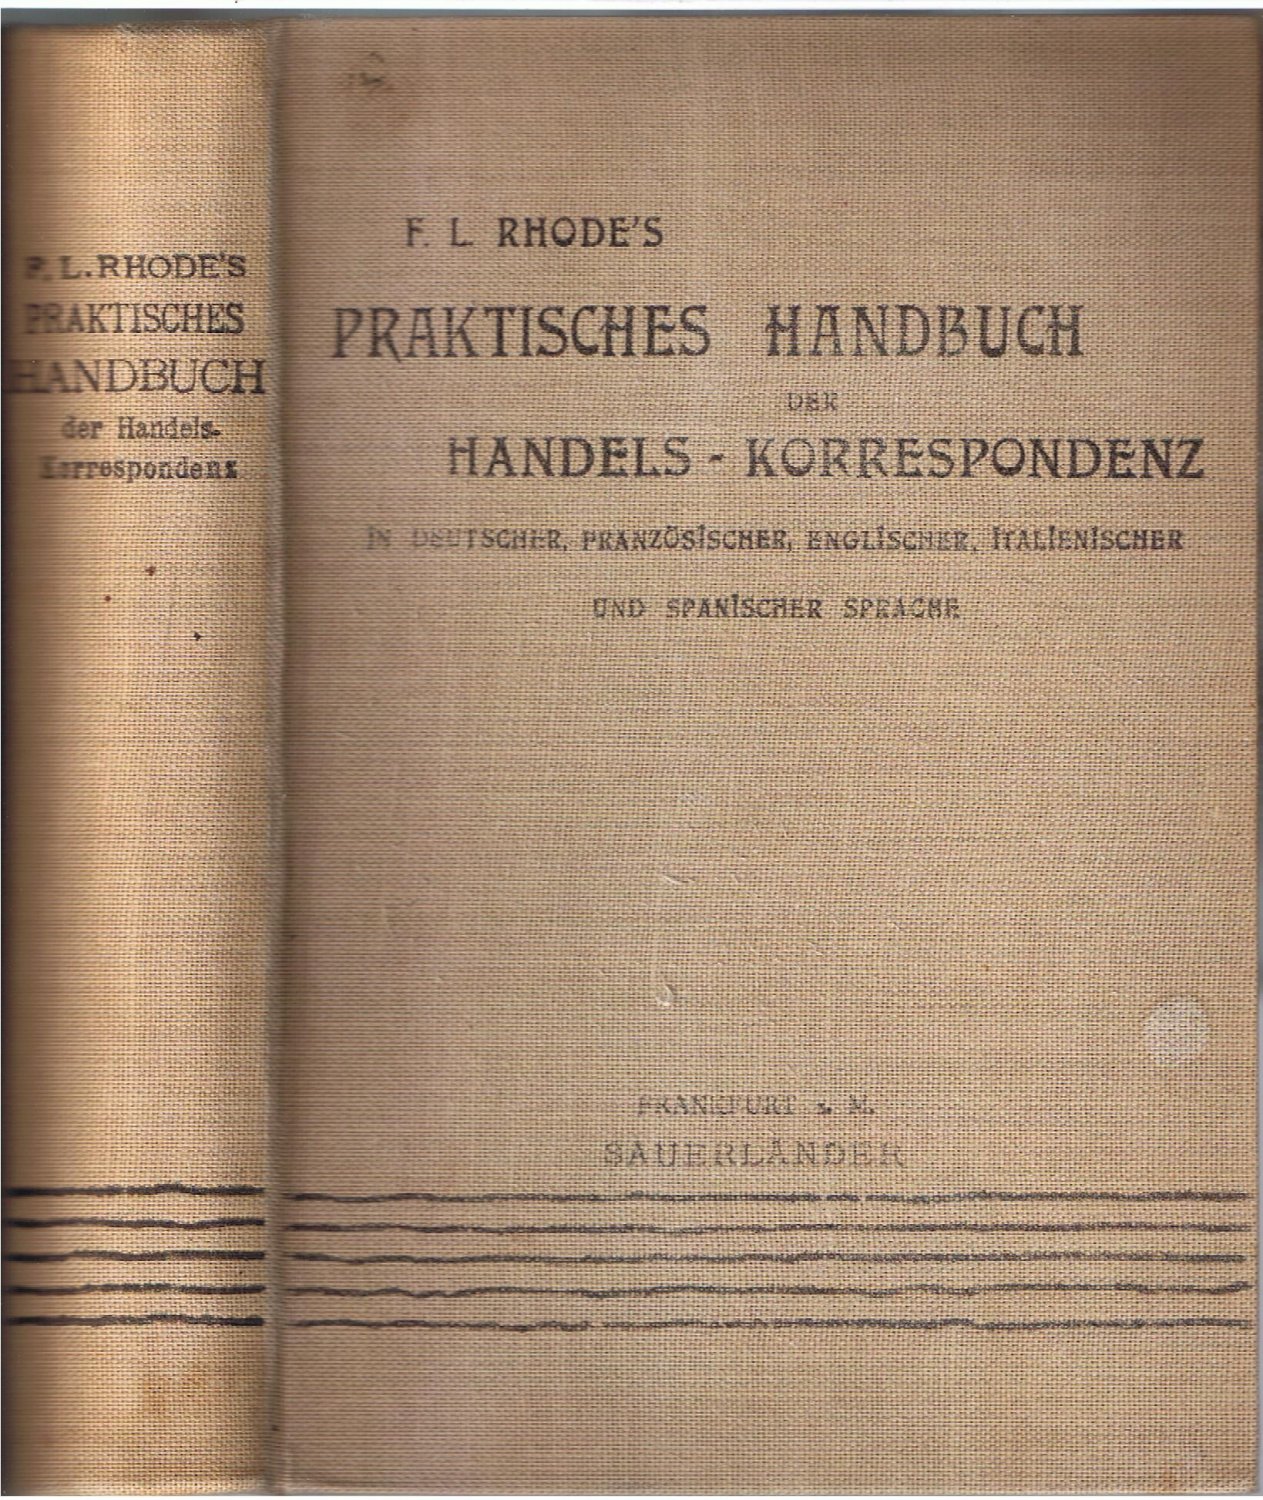 F. L. RHODE'S
PRAKTISCHES
HANDBUCH
der Handels-
Korrespondenz
F. L. RHODE'S
PRAKTISCHES HANDBUCH
DER
HANDELS - KORRESPONDENZ
IN DEUTSCHER, FRANZÖSISCHER, ENGLISCHER, ITALIENISCHER
UND SPANISCHER SPRACHE
FRANKFURT a. M.
SAUERLÄNDER